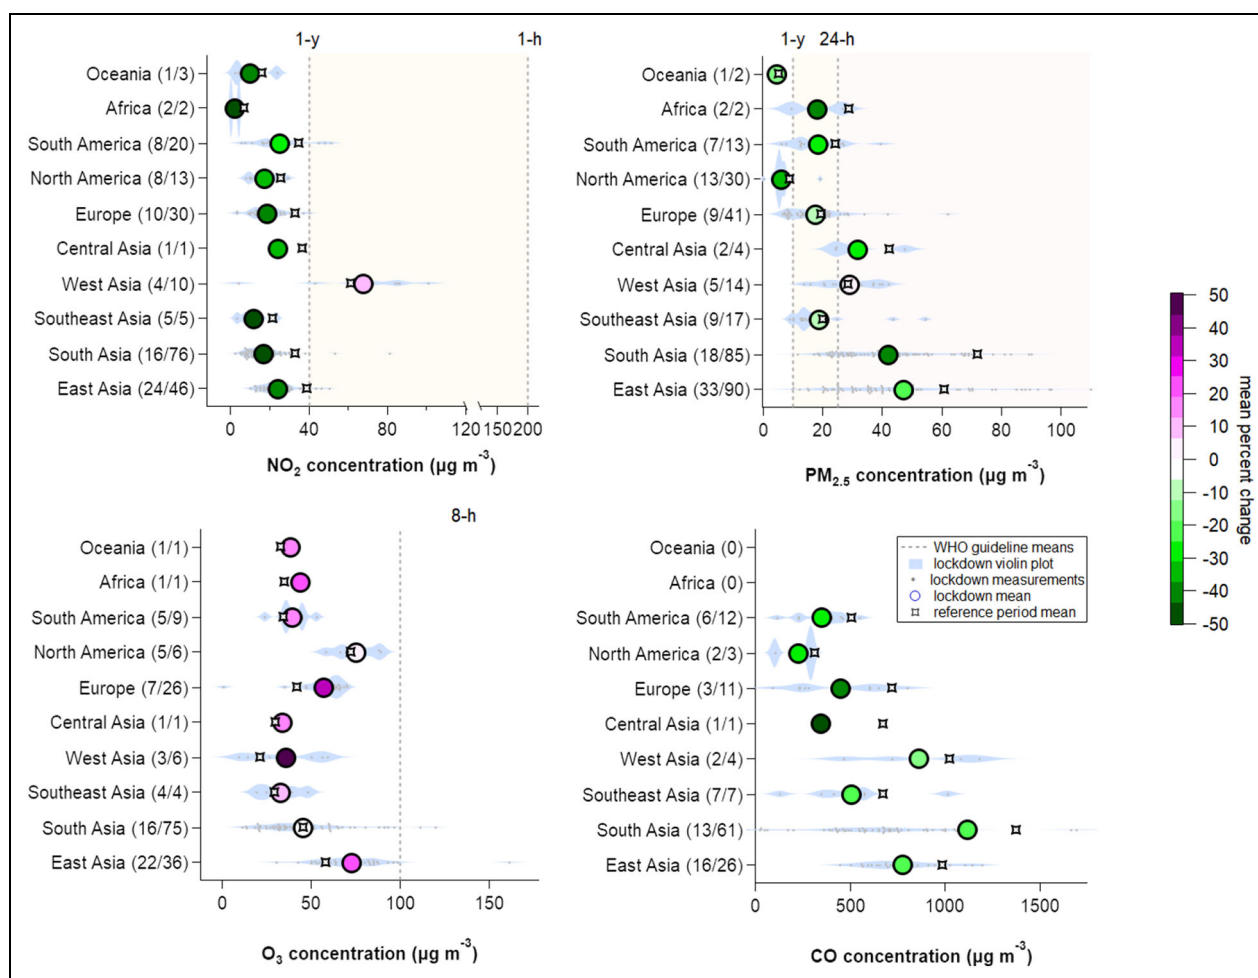 1-y 1-h
Oceania (1/3)
Africa (2/2)
South America (8/20)
North America (8/13)
Europe (10/30)
Central Asia (1/1)
West Asia (4/10)
Southeast Asia (5/5)
South Asia (16/76)
East Asia (24/46)
0 40 80 120 150 200
NO2 concentration (µg m-3)
1-y 24-h
Oceania (1/2)
Africa (2/2)
South America (7/13)
North America (13/30)
Europe (9/41)
Central Asia (2/4)
West Asia (5/14)
Southeast Asia (9/17)
South Asia (18/85)
East Asia (33/90)
0 20 40 60 80 100
PM2.5 concentration (µg m-3)
50
40
30
20
10
0
-10
-20
-30
-40
-50
mean percent change
8-h
Oceania (1/1)
Africa (1/1)
South America (5/9)
North America (5/6)
Europe (7/26)
Central Asia (1/1)
West Asia (3/6)
Southeast Asia (4/4)
South Asia (16/75)
East Asia (22/36)
0 50 100 150
O3 concentration (µg m-3)
WHO guideline means
lockdown violin plot
lockdown measurements
lockdown mean
reference period mean
Oceania (0)
Africa (0)
South America (6/12)
North America (2/3)
Europe (3/11)
Central Asia (1/1)
West Asia (2/4)
Southeast Asia (7/7)
South Asia (13/61)
East Asia (16/26)
0 500 1000 1500
CO concentration (µg m-3)